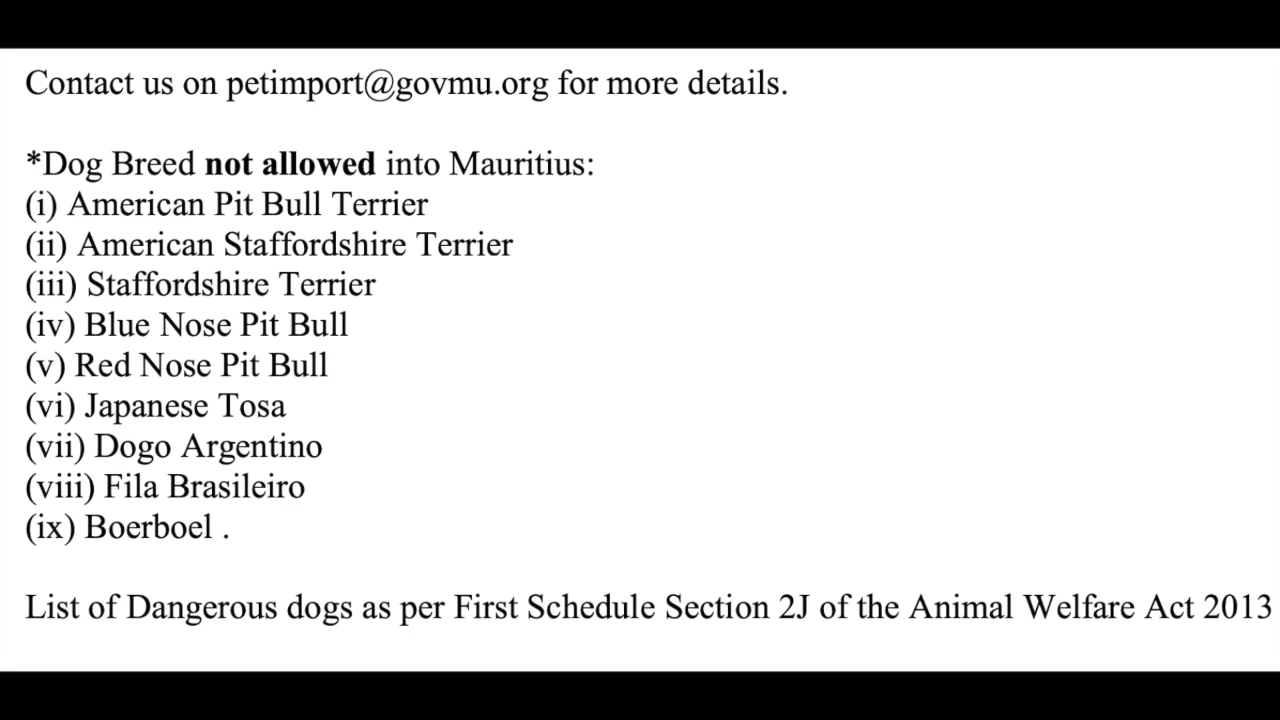 Contact us on petimport@govmu.org for more details.
*Dog Breed not allowed into Mauritius:
(i) American Pit Bull Terrier
(ii) American Staffordshire Terrier
(iii) Staffordshire Terrier
(iv) Blue Nose Pit Bull
(v) Red Nose Pit Bull
(vi) Japanese Tosa
(vii) Dogo Argentino
(viii) Fila Brasileiro
(ix) Boerboel .
List of Dangerous dogs as per First Schedule Section 2J of the Animal Welfare Act 2013